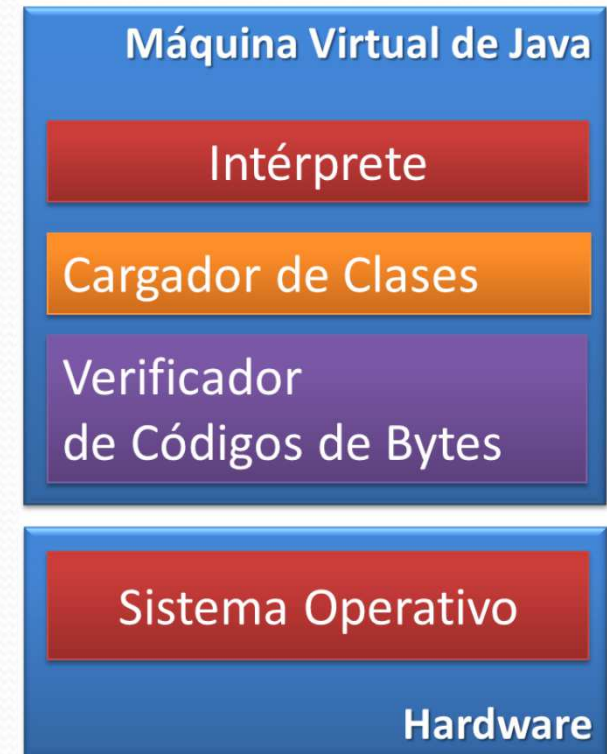 Máquina Virtual de Java
Intérprete
Cargador de Clases
Verificador
de Códigos de Bytes
Sistema Operativo
Hardware